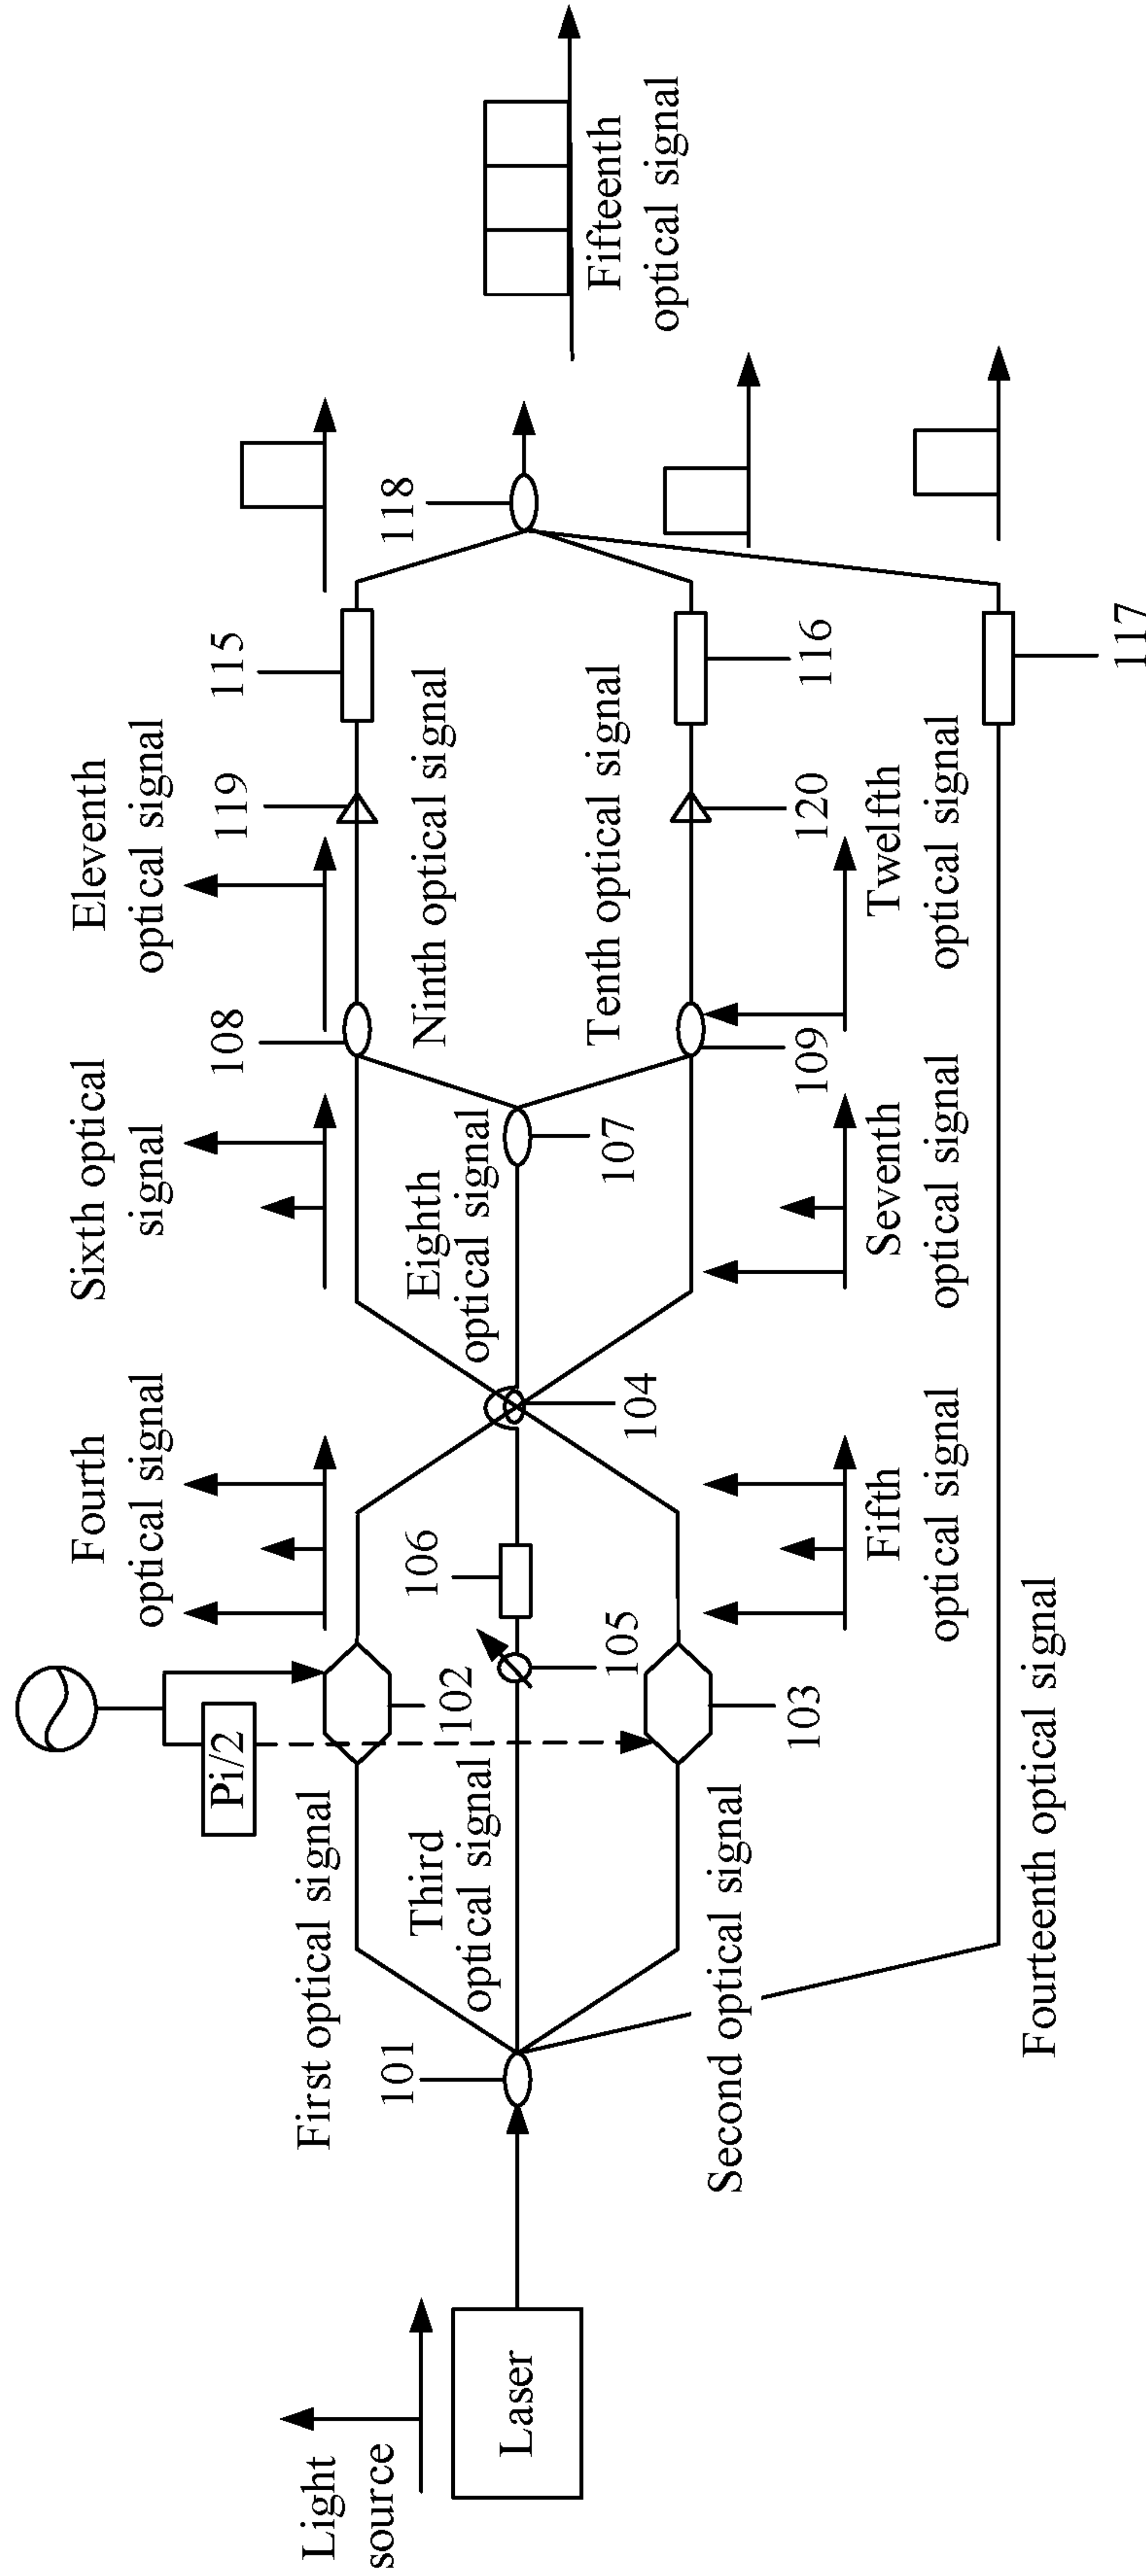 Light
source
Laser
101
First optical signal
Third
optical signal
Second optical signal
Fourteenth optical signal
Pi/2
102
103
105
106
Fourth
optical signal
Fifth
optical signal
104
Sixth optical
signal
Eighth
optical signal
Seventh
optical signal
107
108
109
Eleventh
optical signal
Ninth optical signal
Tenth optical signal
Twelfth
optical signal
119
120
115
116
117
118
Fifteenth
optical signal